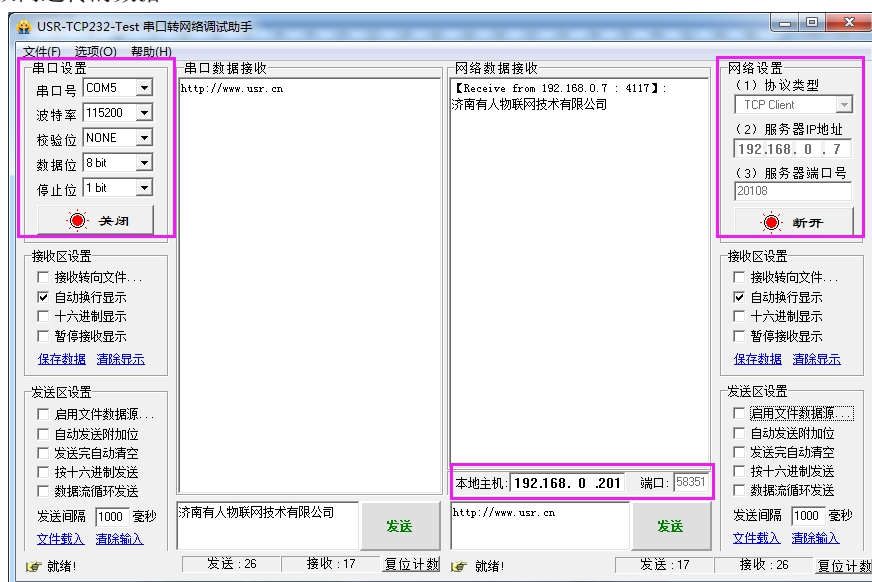 USR-TCP232-Test 串口转网络调试助手
文件(F) 选项(O) 帮助(H)
串口设置
串口号 COM5
波特率 115200
校验位 NONE
数据位 8 bit
停止位 1 bit
关闭
接收区设置
接收转向文件...
自动换行显示
十六进制显示
暂停接收显示
保存数据 清除显示
发送区设置
启用文件数据源...
自动发送附加位
发送完自动清空
按十六进制发送
数据流循环发送
发送间隔 1000 毫秒
文件载入 清除输入
就绪!
串口数据接收
http://www.usr.cn
济南有人物联网技术有限公司
发送
发送:26 接收:17 复位计数
网络数据接收
【Receive from 192.168.0.7 : 4117】:
济南有人物联网技术有限公司
本地主机: 192.168. 0 .201 端口: 58351
http://www.usr.cn
发送
就绪!
发送:17 接收:26 复位计数
网络设置
(1) 协议类型
TCP Client
(2) 服务器IP地址
192.168. 0 . 7
(3) 服务器端口号
20108
断开
接收区设置
接收转向文件...
自动换行显示
十六进制显示
暂停接收显示
保存数据 清除显示
发送区设置
启用文件数据源...
自动发送附加位
发送完自动清空
按十六进制发送
数据流循环发送
发送间隔 1000 毫秒
文件载入 清除输入